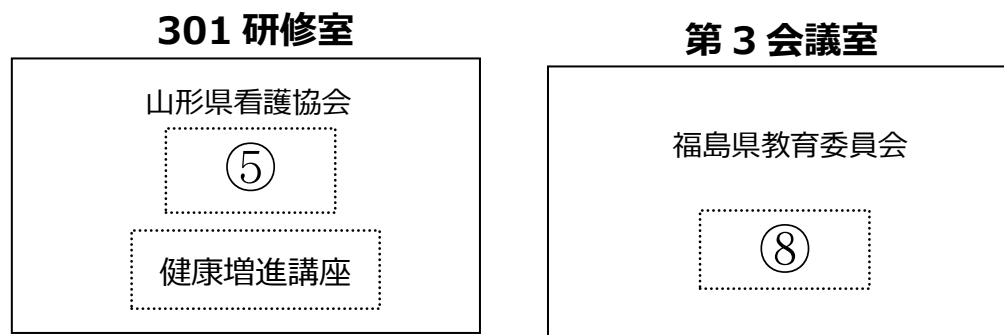 301 研修室
山形県看護協会
⑤
健康増進講座
第 3 会議室
福島県教育委員会
⑧